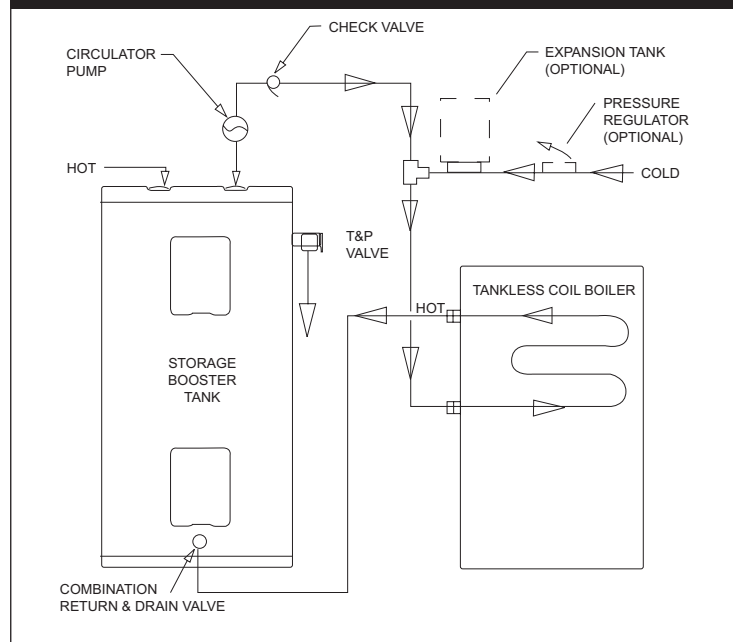 CHECK VALVE
CIRCULATOR
PUMP
EXPANSION TANK
(OPTIONAL)
PRESSURE
REGULATOR
(OPTIONAL)
HOT
COLD
T&P
VALVE
TANKLESS COIL BOILER
HOT
STORAGE
BOOSTER
TANK
COMBINATION
RETURN & DRAIN VALVE